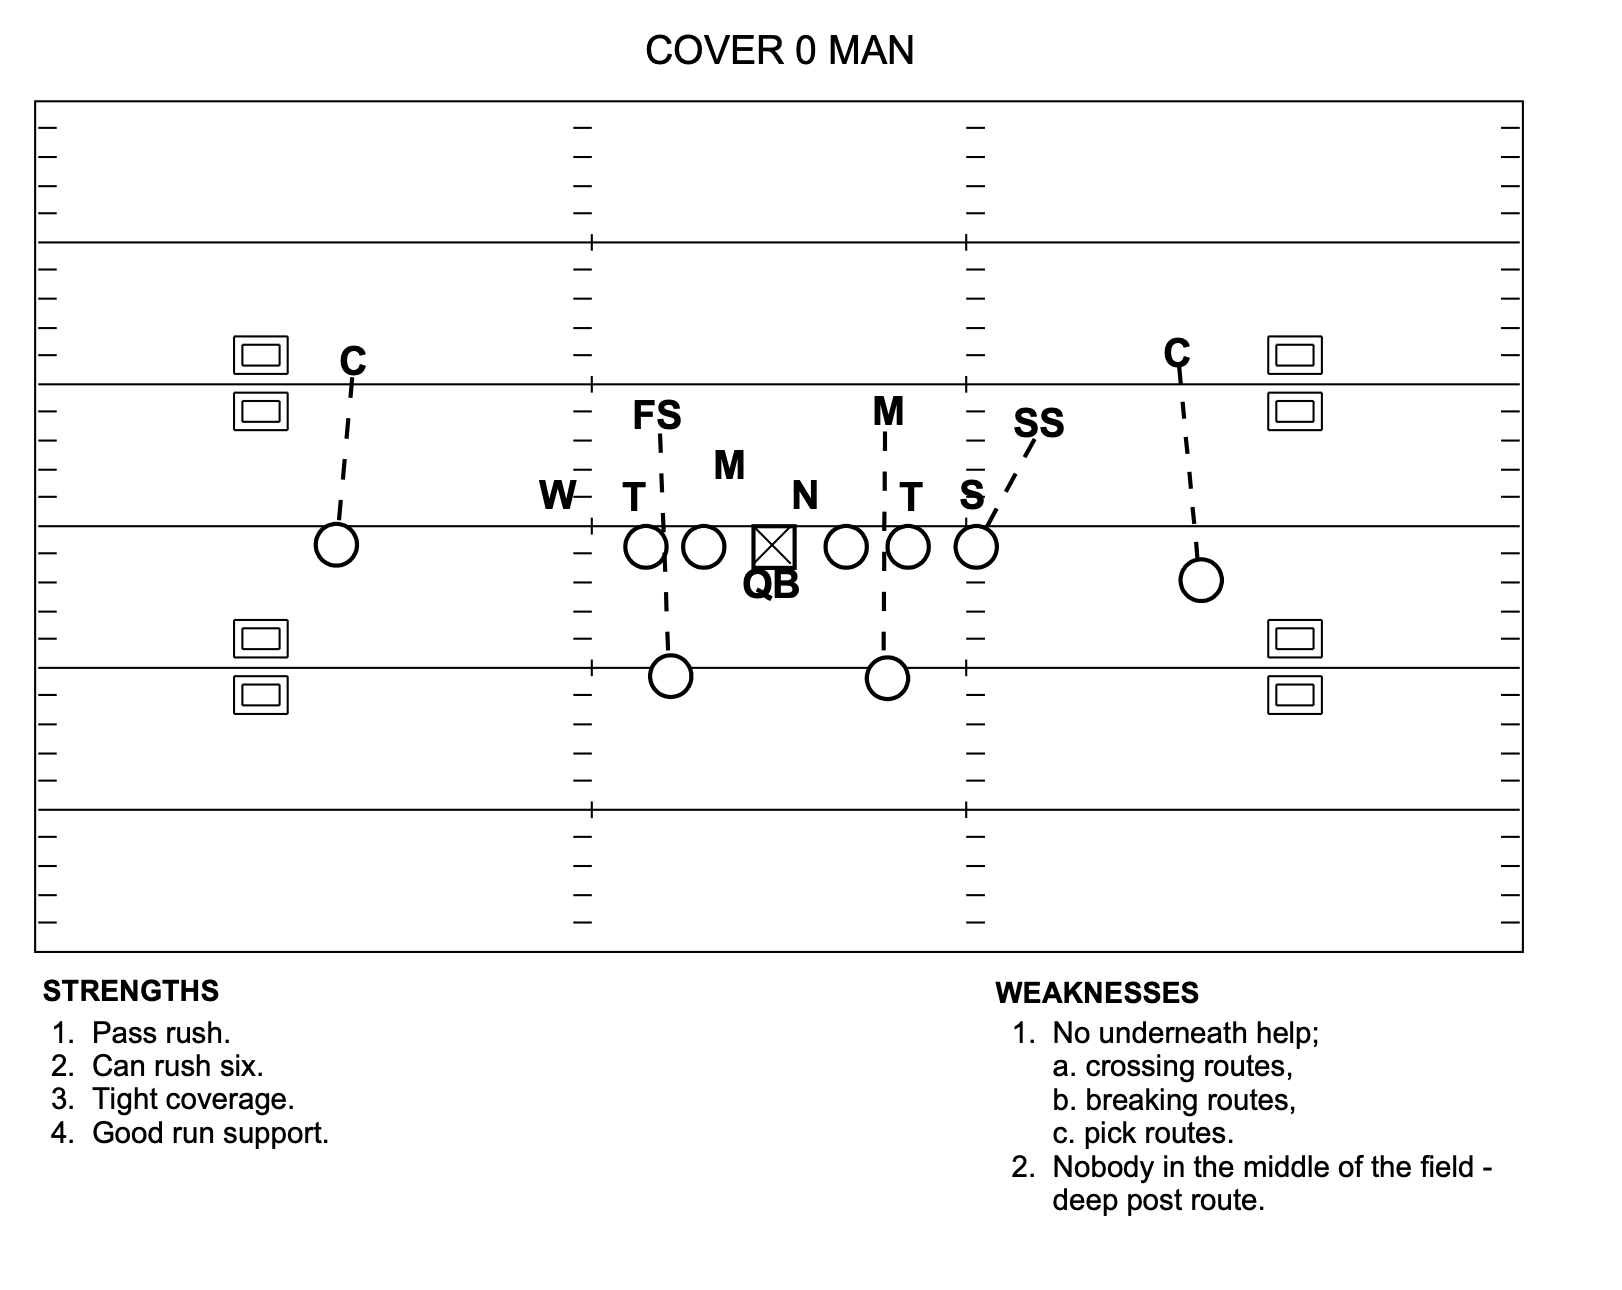 COVER 0 MAN
C
C
FS
M
SS
M
W
T
N
T
S
QB
STRENGTHS
1. Pass rush.
2. Can rush six.
3. Tight coverage.
4. Good run support.
WEAKNESSES
1. No underneath help;
a. crossing routes,
b. breaking routes,
c. pick routes.
2. Nobody in the middle of the field -
deep post route.